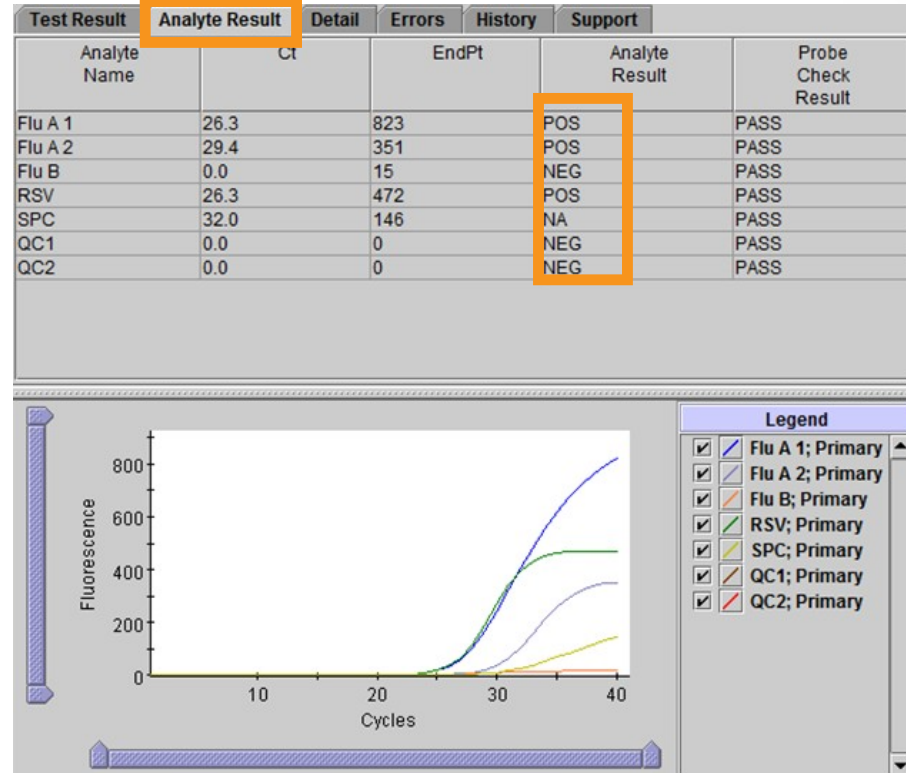 Test Result Analyte Result Detail Errors History Support
Analyte Name Ct EndPt Analyte Result Probe Check Result
Flu A 1 26.3 823 POS PASS
Flu A 2 29.4 351 POS PASS
Flu B 0.0 15 NEG PASS
RSV 26.3 472 POS PASS
SPC 32.0 146 NA PASS
QC1 0.0 0 NEG PASS
QC2 0.0 0 NEG PASS
Legend
Flu A 1; Primary
Flu A 2; Primary
Flu B; Primary
RSV; Primary
SPC; Primary
QC1; Primary
QC2; Primary
Fluorescence
800
600
400
200
0
10 20 30 40
Cycles